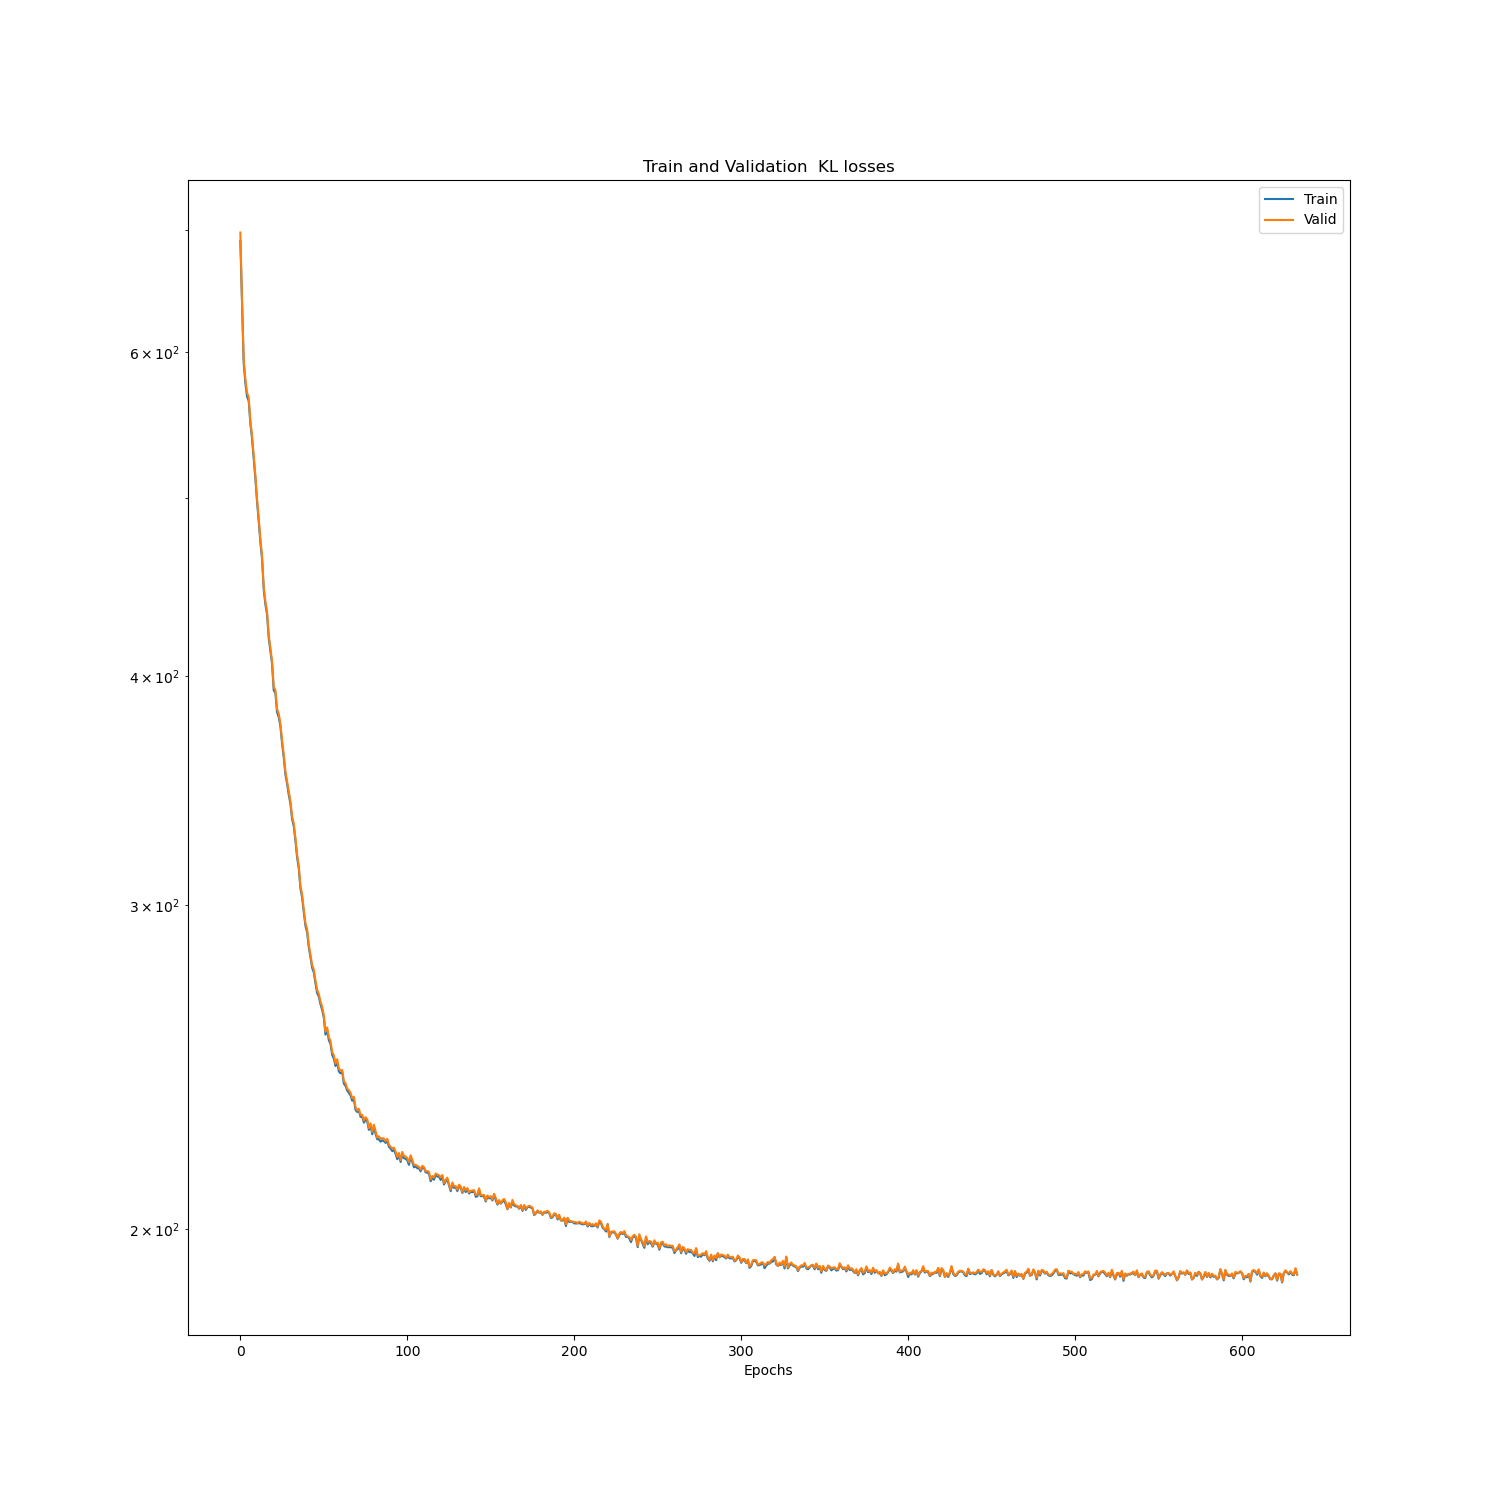 Train and Validation  KL losses
Train
Valid
6 × 10²
4 × 10²
3 × 10²
2 × 10²
0 100 200 300 400 500 600
Epochs